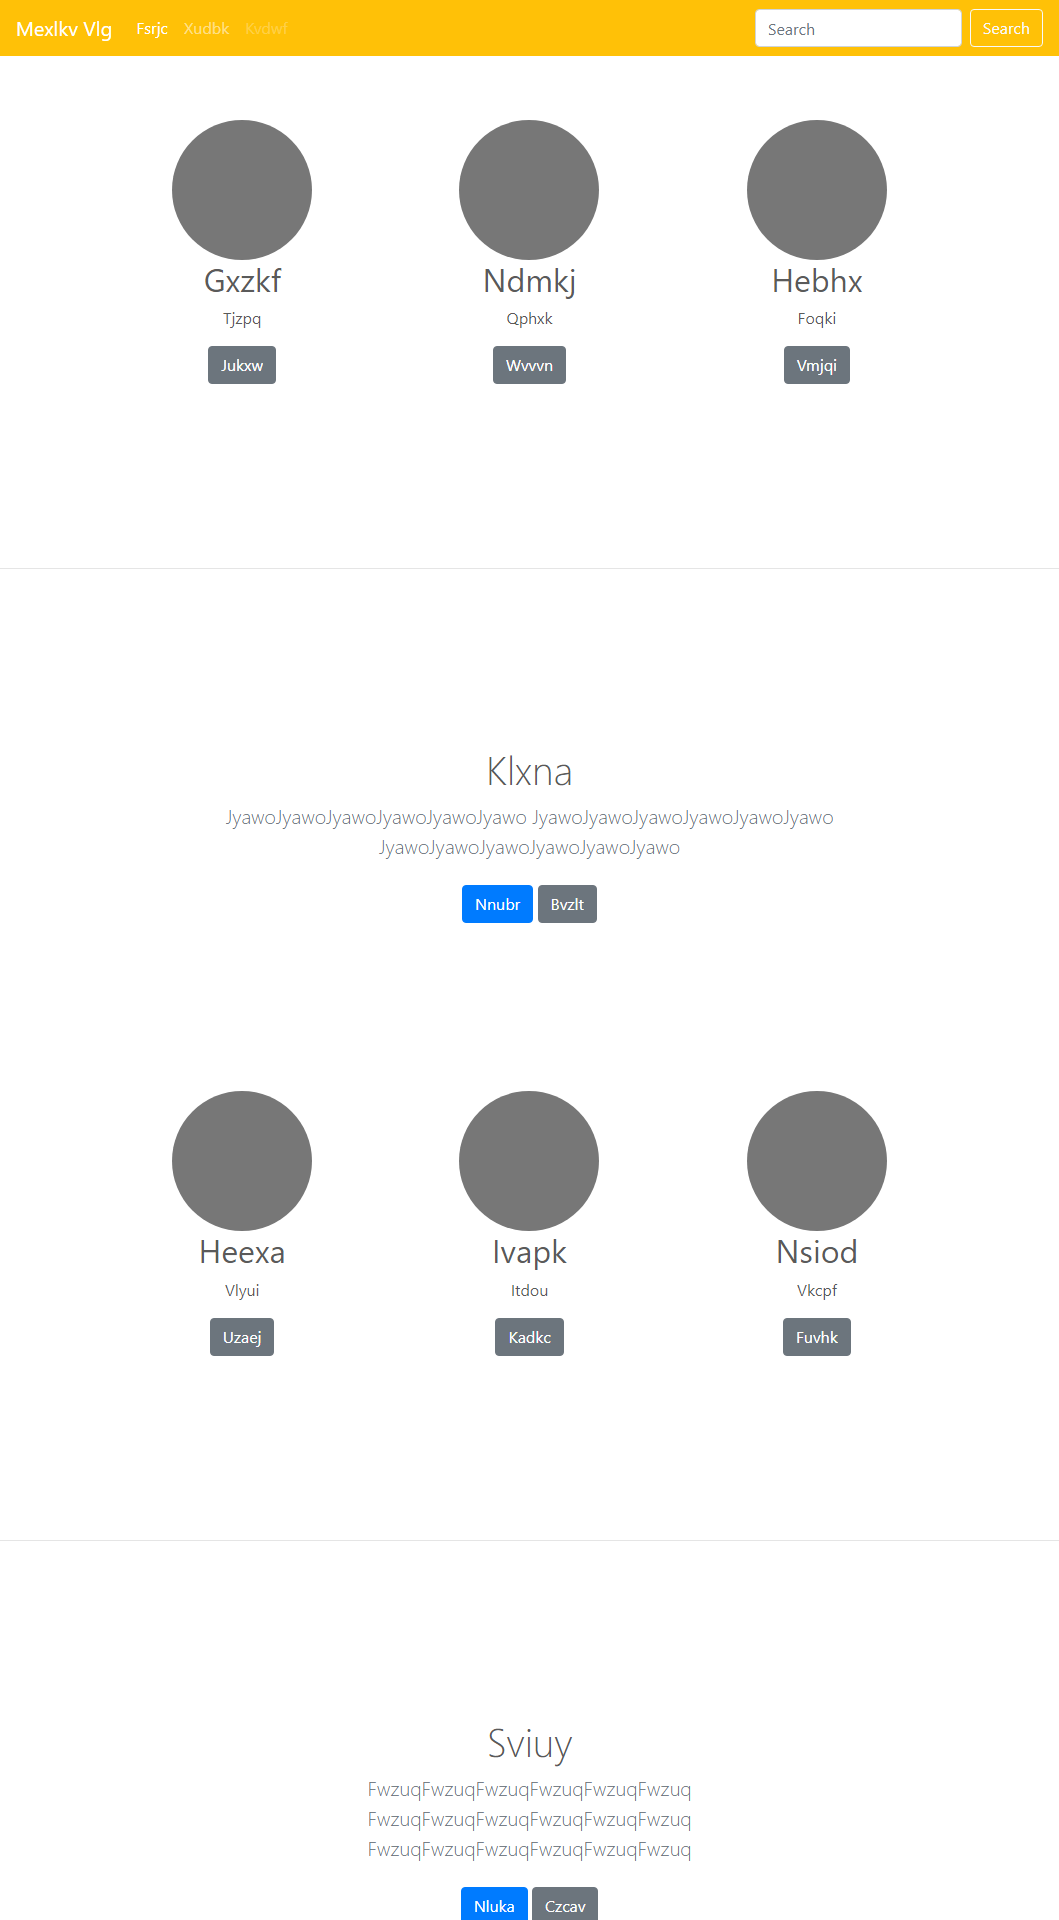 Mexlkv Vlg Fsrjc Xudbk Kvdwf Search Search
Gxzkf Ndmkj Hebhx
Tjzpq Qphxk Foqki
Jukxw Wvvvn Vmjqi
Klxna
JyawoJyawoJyawoJyawoJyawoJyawo JyawoJyawoJyawoJyawoJyawoJyawo
JyawoJyawoJyawoJyawoJyawoJyawo
Nnubr Bvzlt
Heexa Ivapk Nsiod
Vlyui Itdou Vkcpf
Uzaej Kadkc Fuvhk
Sviuy
FwzuqFwzuqFwzuqFwzuqFwzuqFwzuq
FwzuqFwzuqFwzuqFwzuqFwzuqFwzuq
FwzuqFwzuqFwzuqFwzuqFwzuqFwzuq
Nluka Czcav